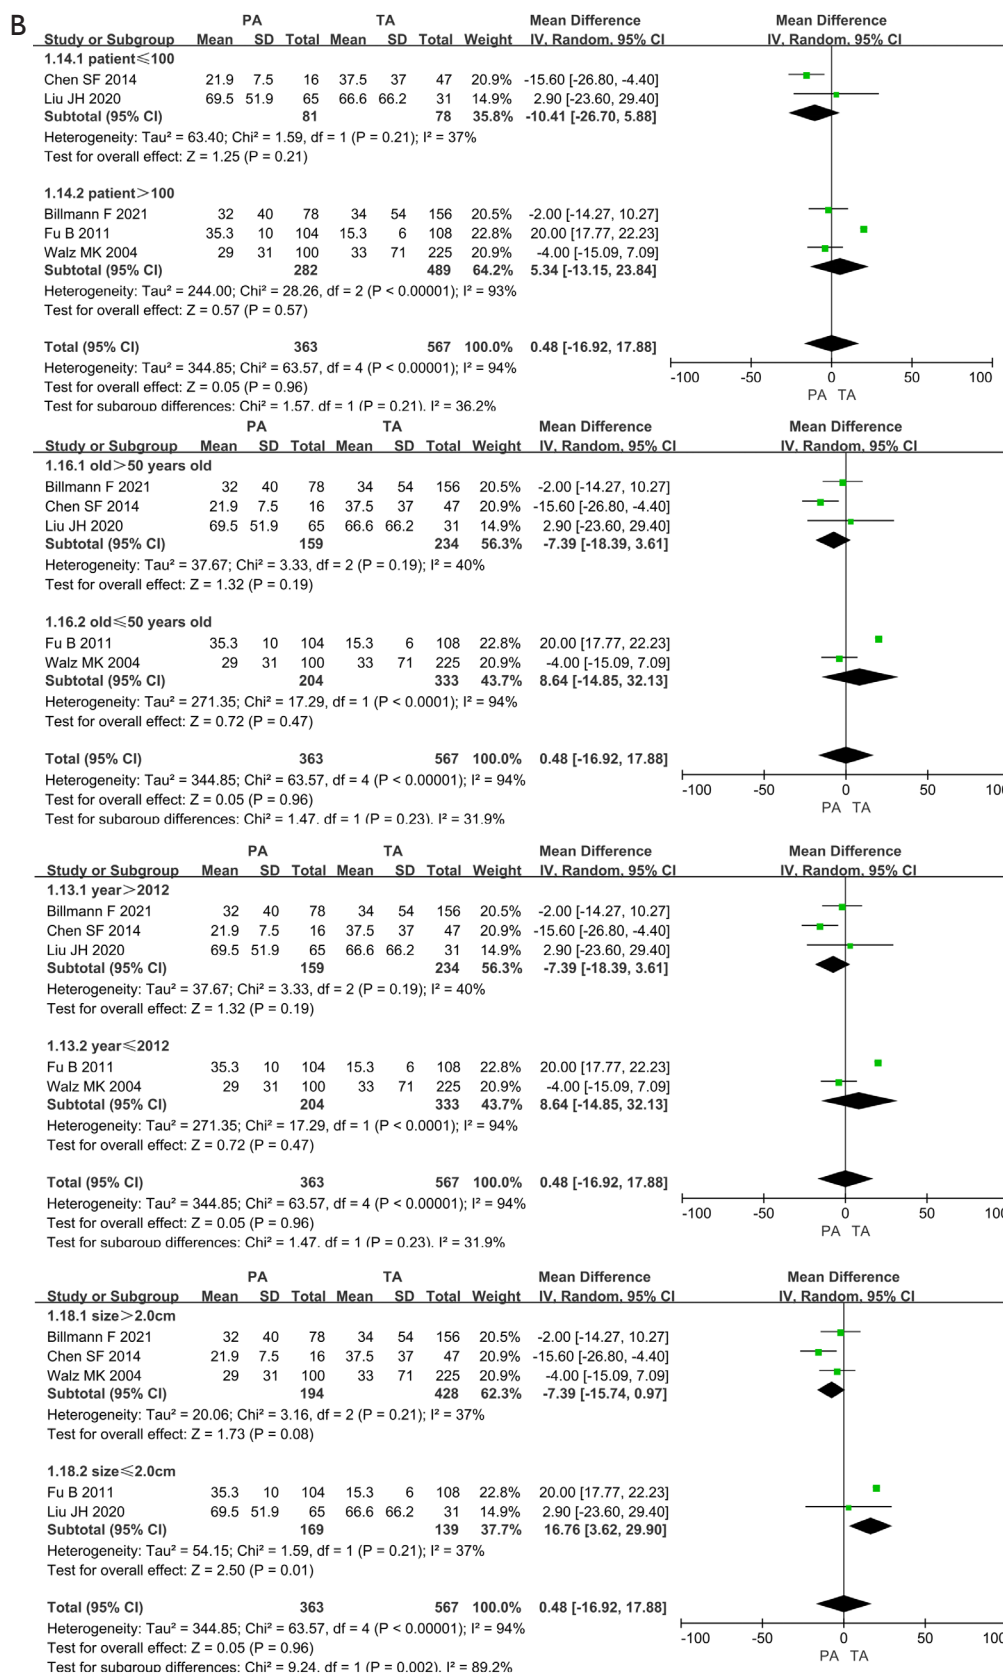 B
PA TA Mean Difference Mean Difference
Study or Subgroup Mean SD Total Mean SD Total Weight IV, Random, 95% CI IV, Random, 95% CI
1.14.1 patient≤100
Chen SF 2014 21.9 7.5 16 37.5 37 47 20.9% -15.60 [-26.80, -4.40]
Liu JH 2020 69.5 51.9 65 66.6 66.2 31 14.9% 2.90 [-23.60, 29.40]
Subtotal (95% CI) 81 78 35.8% -10.41 [-26.70, 5.88]
Heterogeneity: Tau² = 63.40; Chi² = 1.59, df = 1 (P = 0.21); I² = 37%
Test for overall effect: Z = 1.25 (P = 0.21)
1.14.2 patient>100
Billmann F 2021 32 40 78 34 54 156 20.5% -2.00 [-14.27, 10.27]
Fu B 2011 35.3 10 104 15.3 6 108 22.8% 20.00 [17.77, 22.23]
Walz MK 2004 29 31 100 33 71 225 20.9% -4.00 [-15.09, 7.09]
Subtotal (95% CI) 282 489 64.2% 5.34 [-13.15, 23.84]
Heterogeneity: Tau² = 244.00; Chi² = 28.26, df = 2 (P < 0.00001); I² = 93%
Test for overall effect: Z = 0.57 (P = 0.57)
Total (95% CI) 363 567 100.0% 0.48 [-16.92, 17.88]
Heterogeneity: Tau² = 344.85; Chi² = 63.57, df = 4 (P < 0.00001); I² = 94%
Test for overall effect: Z = 0.05 (P = 0.96)
Test for subgroup differences: Chi² = 1.57, df = 1 (P = 0.21), I² = 36.2%
-100 -50 0 50 100
PA TA
PA TA Mean Difference Mean Difference
Study or Subgroup Mean SD Total Mean SD Total Weight IV, Random, 95% CI IV, Random, 95% CI
1.16.1 old>50 years old
Billmann F 2021 32 40 78 34 54 156 20.5% -2.00 [-14.27, 10.27]
Chen SF 2014 21.9 7.5 16 37.5 37 47 20.9% -15.60 [-26.80, -4.40]
Liu JH 2020 69.5 51.9 65 66.6 66.2 31 14.9% 2.90 [-23.60, 29.40]
Subtotal (95% CI) 159 234 56.3% -7.39 [-18.39, 3.61]
Heterogeneity: Tau² = 37.67; Chi² = 3.33, df = 2 (P = 0.19); I² = 40%
Test for overall effect: Z = 1.32 (P = 0.19)
1.16.2 old≤50 years old
Fu B 2011 35.3 10 104 15.3 6 108 22.8% 20.00 [17.77, 22.23]
Walz MK 2004 29 31 100 33 71 225 20.9% -4.00 [-15.09, 7.09]
Subtotal (95% CI) 204 333 43.7% 8.64 [-14.85, 32.13]
Heterogeneity: Tau² = 271.35; Chi² = 17.29, df = 1 (P < 0.0001); I² = 94%
Test for overall effect: Z = 0.72 (P = 0.47)
Total (95% CI) 363 567 100.0% 0.48 [-16.92, 17.88]
Heterogeneity: Tau² = 344.85; Chi² = 63.57, df = 4 (P < 0.00001); I² = 94%
Test for overall effect: Z = 0.05 (P = 0.96)
Test for subgroup differences: Chi² = 1.47, df = 1 (P = 0.23), I² = 31.9%
-100 -50 0 50 100
PA TA
PA TA Mean Difference Mean Difference
Study or Subgroup Mean SD Total Mean SD Total Weight IV, Random, 95% CI IV, Random, 95% CI
1.13.1 year>2012
Billmann F 2021 32 40 78 34 54 156 20.5% -2.00 [-14.27, 10.27]
Chen SF 2014 21.9 7.5 16 37.5 37 47 20.9% -15.60 [-26.80, -4.40]
Liu JH 2020 69.5 51.9 65 66.6 66.2 31 14.9% 2.90 [-23.60, 29.40]
Subtotal (95% CI) 159 234 56.3% -7.39 [-18.39, 3.61]
Heterogeneity: Tau² = 37.67; Chi² = 3.33, df = 2 (P = 0.19); I² = 40%
Test for overall effect: Z = 1.32 (P = 0.19)
1.13.2 year≤2012
Fu B 2011 35.3 10 104 15.3 6 108 22.8% 20.00 [17.77, 22.23]
Walz MK 2004 29 31 100 33 71 225 20.9% -4.00 [-15.09, 7.09]
Subtotal (95% CI) 204 333 43.7% 8.64 [-14.85, 32.13]
Heterogeneity: Tau² = 271.35; Chi² = 17.29, df = 1 (P < 0.0001); I² = 94%
Test for overall effect: Z = 0.72 (P = 0.47)
Total (95% CI) 363 567 100.0% 0.48 [-16.92, 17.88]
Heterogeneity: Tau² = 344.85; Chi² = 63.57, df = 4 (P < 0.00001); I² = 94%
Test for overall effect: Z = 0.05 (P = 0.96)
Test for subgroup differences: Chi² = 1.47, df = 1 (P = 0.23), I² = 31.9%
-100 -50 0 50 100
PA TA
PA TA Mean Difference Mean Difference
Study or Subgroup Mean SD Total Mean SD Total Weight IV, Random, 95% CI IV, Random, 95% CI
1.18.1 size>2.0cm
Billmann F 2021 32 40 78 34 54 156 20.5% -2.00 [-14.27, 10.27]
Chen SF 2014 21.9 7.5 16 37.5 37 47 20.9% -15.60 [-26.80, -4.40]
Walz MK 2004 29 31 100 33 71 225 20.9% -4.00 [-15.09, 7.09]
Subtotal (95% CI) 194 428 62.3% -7.39 [-15.74, 0.97]
Heterogeneity: Tau² = 20.06; Chi² = 3.16, df = 2 (P = 0.21); I² = 37%
Test for overall effect: Z = 1.73 (P = 0.08)
1.18.2 size≤2.0cm
Fu B 2011 35.3 10 104 15.3 6 108 22.8% 20.00 [17.77, 22.23]
Liu JH 2020 69.5 51.9 65 66.6 66.2 31 14.9% 2.90 [-23.60, 29.40]
Subtotal (95% CI) 169 139 37.7% 16.76 [3.62, 29.90]
Heterogeneity: Tau² = 54.15; Chi² = 1.59, df = 1 (P = 0.21); I² = 37%
Test for overall effect: Z = 2.50 (P = 0.01)
Total (95% CI) 363 567 100.0% 0.48 [-16.92, 17.88]
Heterogeneity: Tau² = 344.85; Chi² = 63.57, df = 4 (P < 0.00001); I² = 94%
Test for overall effect: Z = 0.05 (P = 0.96)
Test for subgroup differences: Chi² = 9.24, df = 1 (P = 0.002), I² = 89.2%
-100 -50 0 50 100
PA TA